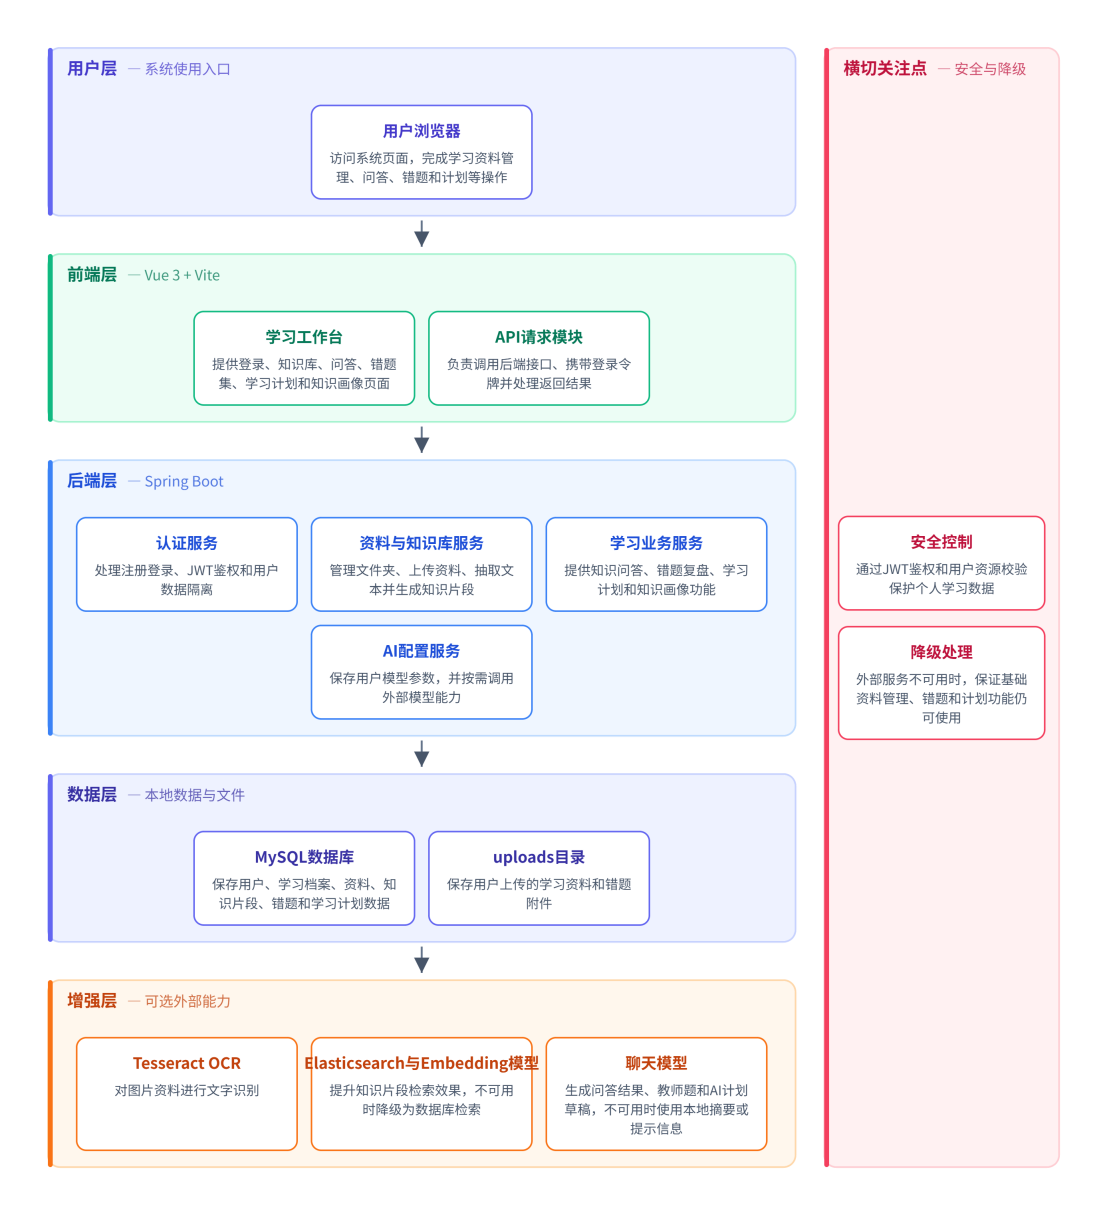 用户层 — 系统使用入口
用户浏览器
访问系统页面，完成学习资料管
理、问答、错题和计划等操作
前端层 — Vue 3 + Vite
学习工作台
提供登录、知识库、问答、错题
集、学习计划和知识画像页面
API请求模块
负责调用后端接口、携带登录令
牌并处理返回结果
后端层 — Spring Boot
认证服务
处理注册登录、JWT鉴权和用户
数据隔离
资料与知识库服务
管理文件夹、上传资料、抽取文
本并生成知识片段
学习业务服务
提供知识问答、错题复盘、学习
计划和知识画像功能
AI配置服务
保存用户模型参数，并按需调用
外部模型能力
数据层 — 本地数据与文件
MySQL数据库
保存用户、学习档案、资料、知
识片段、错题和学习计划数据
uploads目录
保存用户上传的学习资料和错题
附件
增强层 — 可选外部能力
Tesseract OCR
对图片资料进行文字识别
Elasticsearch与Embedding模型
提升知识片段检索效果，不可用
时降级为数据库检索
聊天模型
生成问答结果、教师题和AI计划
草稿，不可用时使用本地摘要或
提示信息
横切关注点 — 安全与降级
安全控制
通过JWT鉴权和用户资源校验
保护个人学习数据
降级处理
外部服务不可用时，保证基础
资料管理、错题和计划功能仍
可使用